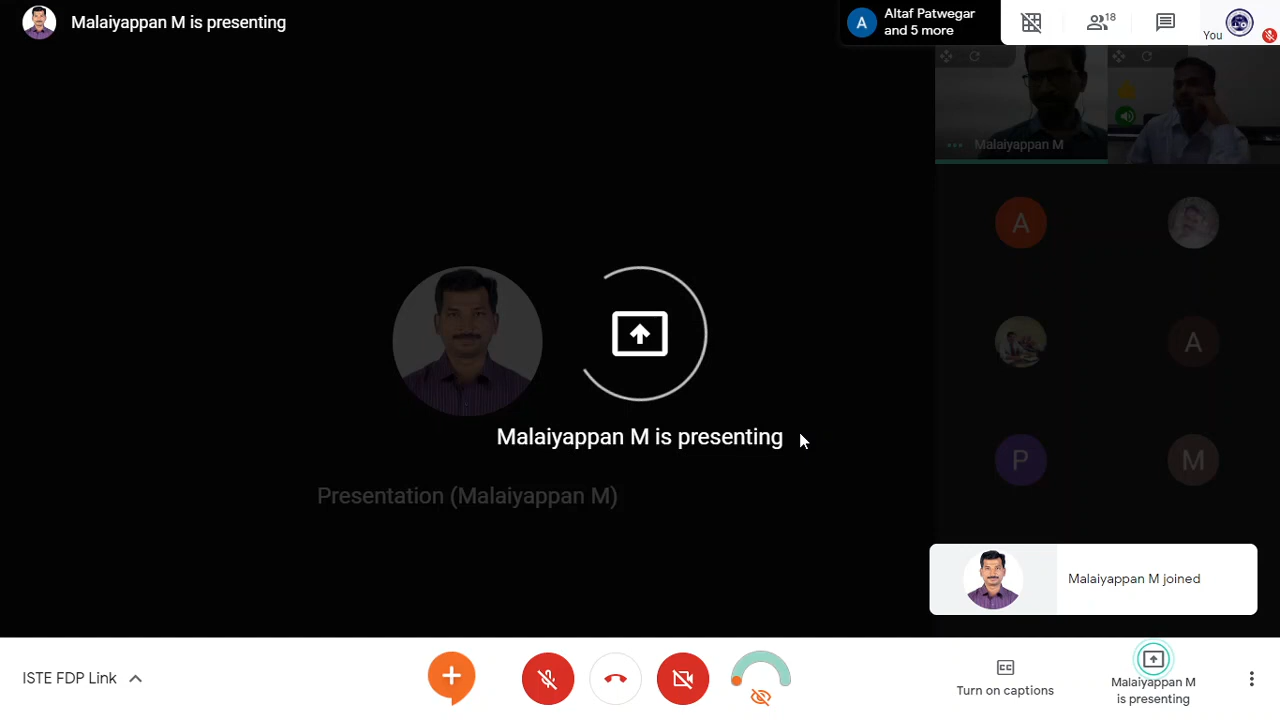 Malaiyappan M is presenting
Altaf Patwegar
and 5 more
A
18
You
Malaiyappan M
A
A
P
M
Malaiyappan M is presenting
Presentation (Malaiyappan M)
Malaiyappan M joined
ISTE FDP Link
CC
Turn on captions
Malaiyappan M
is presenting